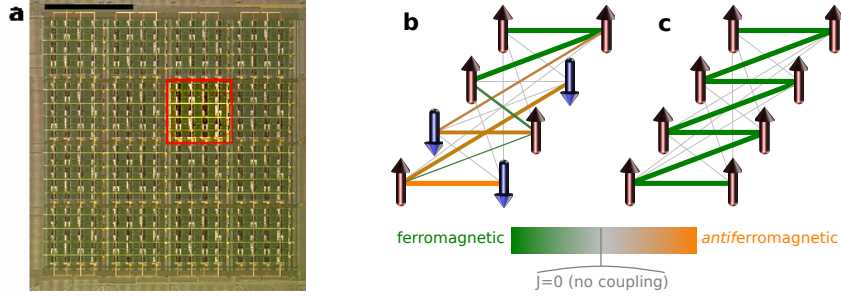 a
b
c
ferromagnetic
antiferromagnetic
J=0 (no coupling)